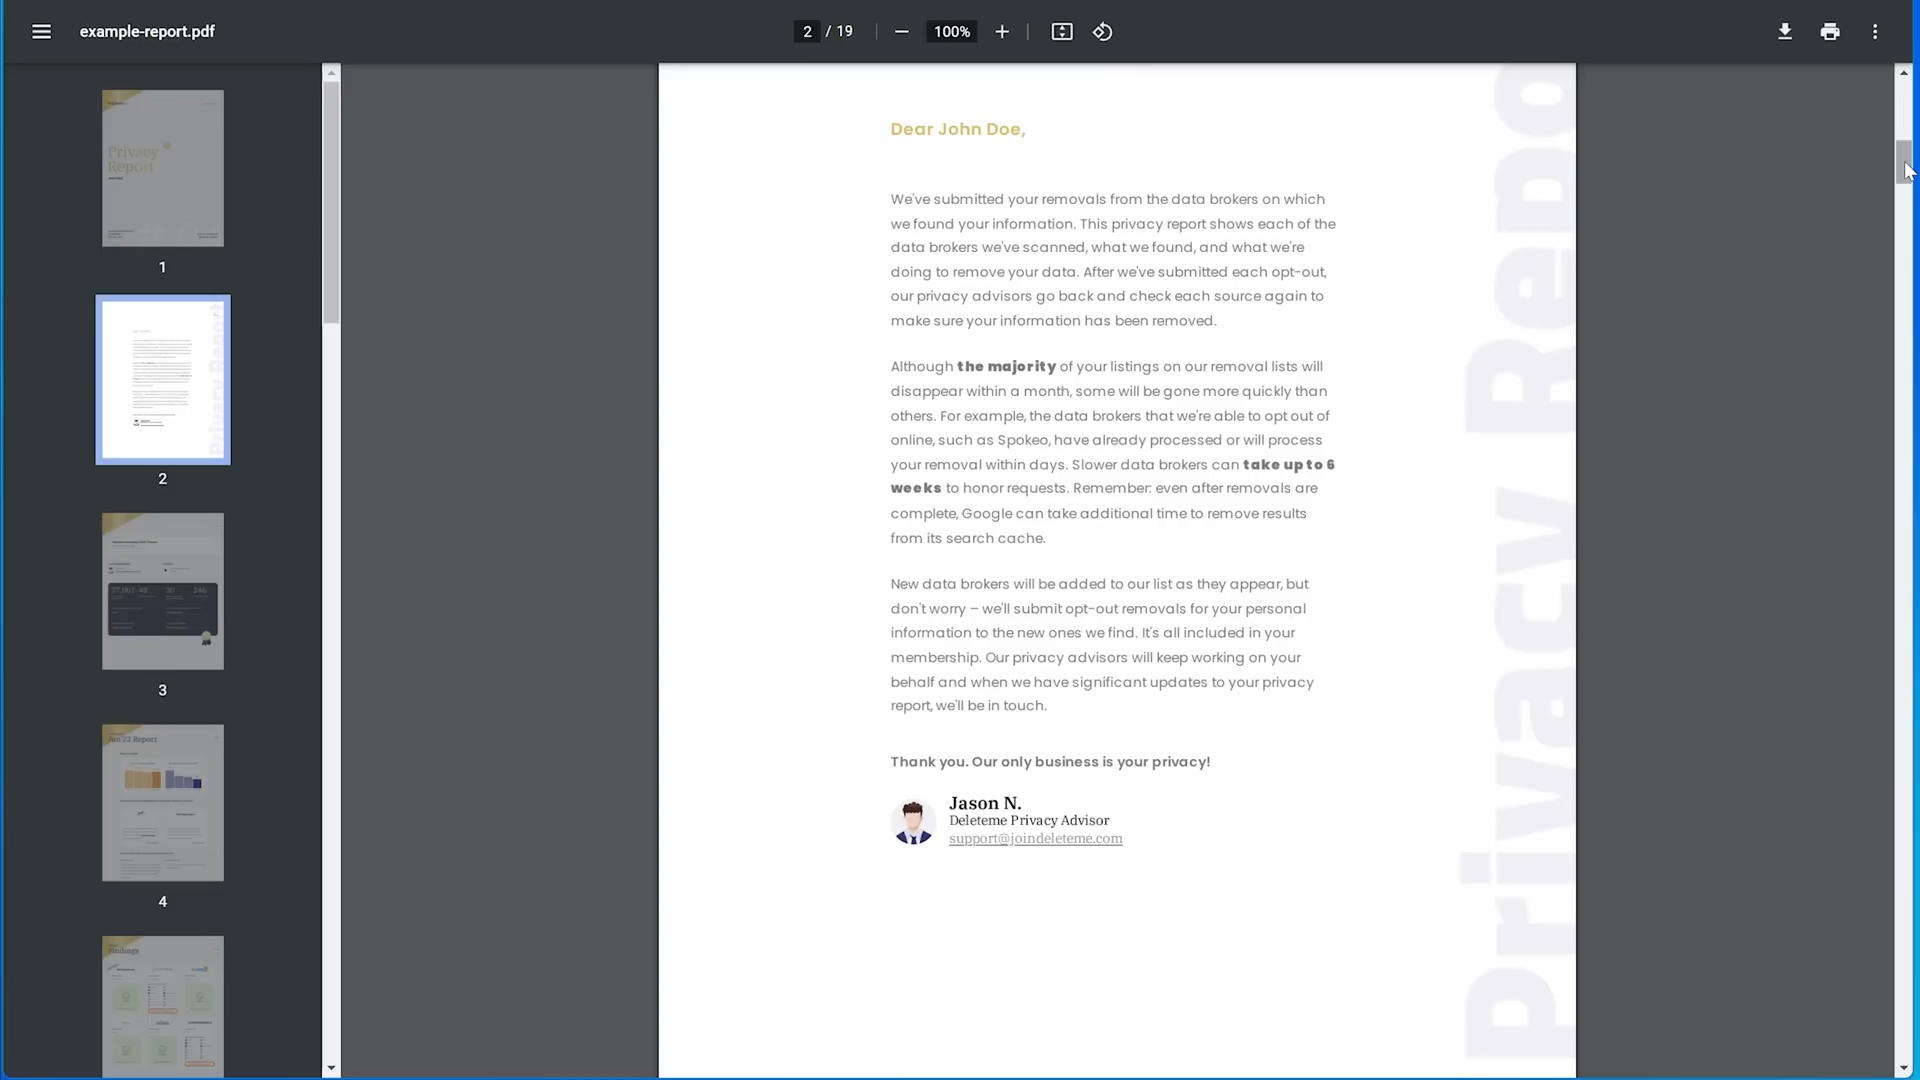 example-report.pdf
2 / 19
100%
Privacy
Report
1
2
3
Jun'22 Report
4
Findings
Dear John Doe,
We've submitted your removals from the data brokers on which
we found your information. This privacy report shows each of the
data brokers we've scanned, what we found, and what we're
doing to remove your data. After we've submitted each opt-out,
our privacy advisors go back and check each source again to
make sure your information has been removed.
Although the majority of your listings on our removal lists will
disappear within a month, some will be gone more quickly than
others. For example, the data brokers that we're able to opt out of
online, such as Spokeo, have already processed or will process
your removal within days. Slower data brokers can take up to 6
weeks to honor requests. Remember: even after removals are
complete, Google can take additional time to remove results
from its search cache.
New data brokers will be added to our list as they appear, but
don't worry – we'll submit opt-out removals for your personal
information to the new ones we find. It's all included in your
membership. Our privacy advisors will keep working on your
behalf and when we have significant updates to your privacy
report, we'll be in touch.
Thank you. Our only business is your privacy!
Jason N.
Deleteme Privacy Advisor
support@joindeleteme.com
Privacy Repo